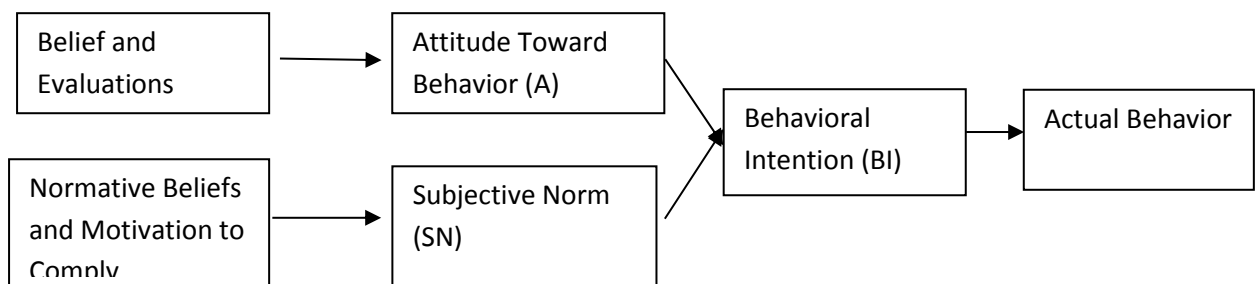 Belief and
Evaluations
Attitude Toward
Behavior (A)
Behavioral
Intention (BI)
Actual Behavior
Normative Beliefs
and Motivation to
Comply
Subjective Norm
(SN)